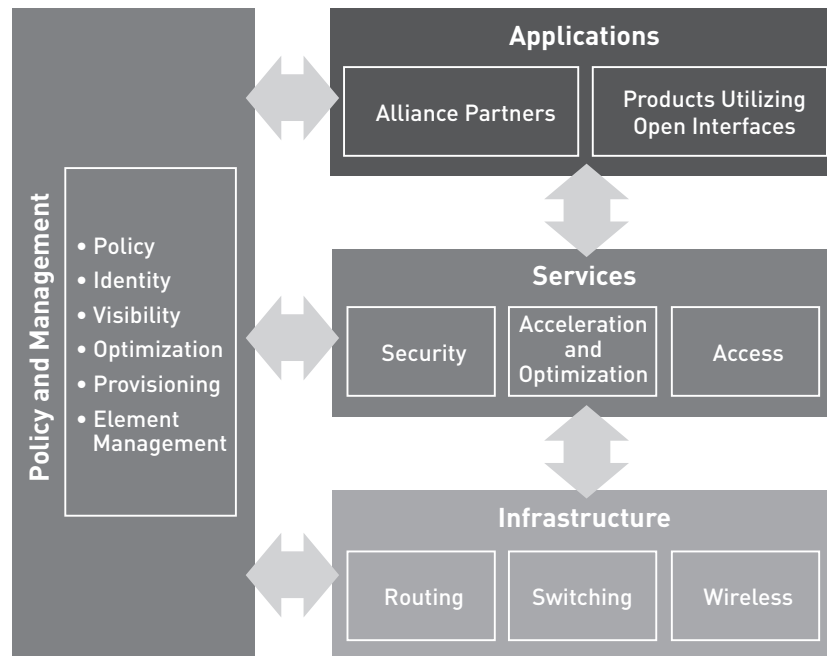 Policy and Management
• Policy
• Identity
• Visibility
• Optimization
• Provisioning
• Element
Management
Applications
Alliance Partners
Products Utilizing
Open Interfaces
Services
Security
Acceleration
and
Optimization
Access
Infrastructure
Routing
Switching
Wireless